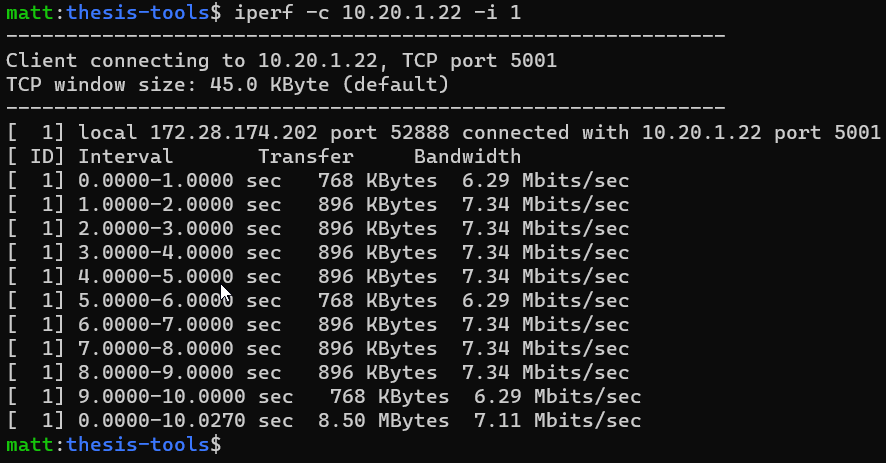 matt:thesis-tools$ iperf -c 10.20.1.22 -i 1
------------------------------------------------------------
Client connecting to 10.20.1.22, TCP port 5001
TCP window size: 45.0 KByte (default)
------------------------------------------------------------
[  1] local 172.28.174.202 port 52888 connected with 10.20.1.22 port 5001
[ ID] Interval       Transfer     Bandwidth
[  1] 0.0000-1.0000 sec   768 KBytes  6.29 Mbits/sec
[  1] 1.0000-2.0000 sec   896 KBytes  7.34 Mbits/sec
[  1] 2.0000-3.0000 sec   896 KBytes  7.34 Mbits/sec
[  1] 3.0000-4.0000 sec   896 KBytes  7.34 Mbits/sec
[  1] 4.0000-5.0000 sec   896 KBytes  7.34 Mbits/sec
[  1] 5.0000-6.0000 sec   768 KBytes  6.29 Mbits/sec
[  1] 6.0000-7.0000 sec   896 KBytes  7.34 Mbits/sec
[  1] 7.0000-8.0000 sec   896 KBytes  7.34 Mbits/sec
[  1] 8.0000-9.0000 sec   896 KBytes  7.34 Mbits/sec
[  1] 9.0000-10.0000 sec   768 KBytes  6.29 Mbits/sec
[  1] 0.0000-10.0270 sec  8.50 MBytes  7.11 Mbits/sec
matt:thesis-tools$